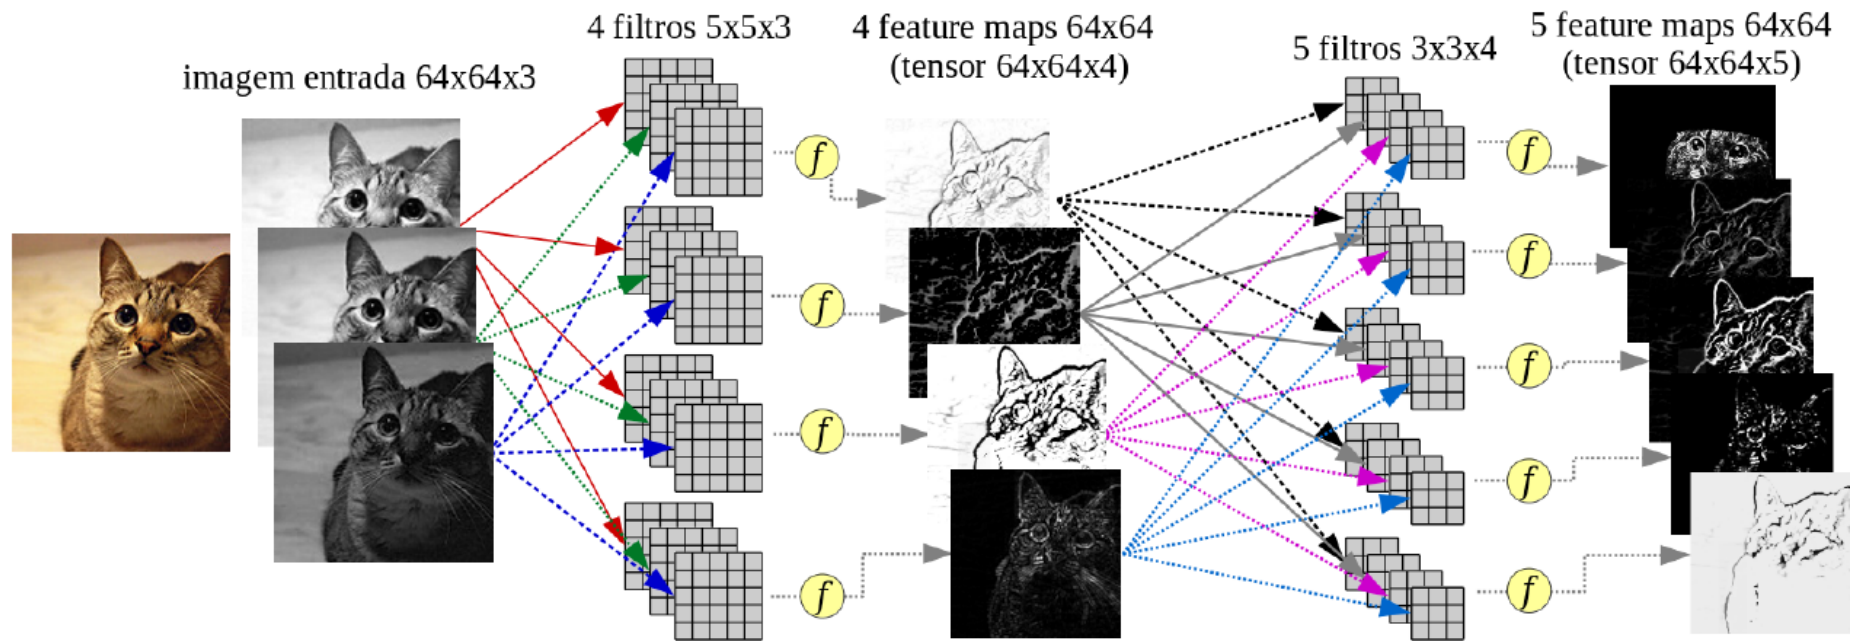 imagem entrada 64x64x3
4 filtros 5x5x3
4 feature maps 64x64
(tensor 64x64x4)
5 filtros 3x3x4
5 feature maps 64x64
(tensor 64x64x5)
f
f
f
f
f
f
f
f
f